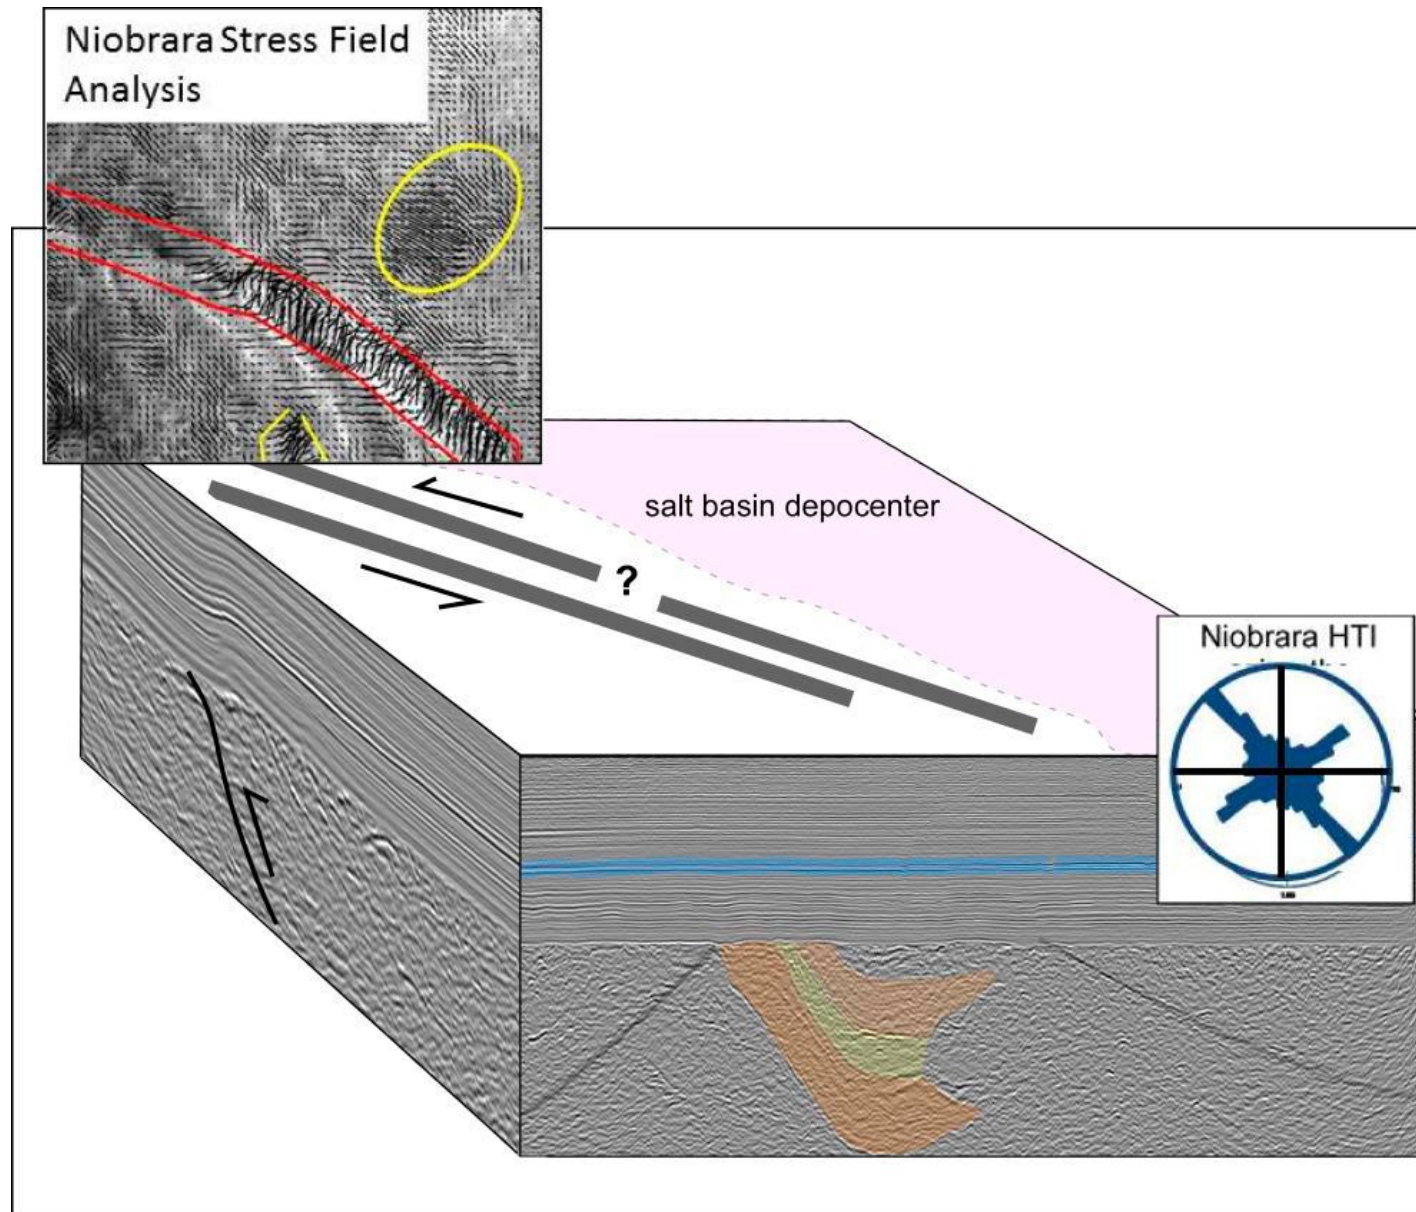 Niobrara Stress Field
Analysis
salt basin depocenter
?
Niobrara HTI